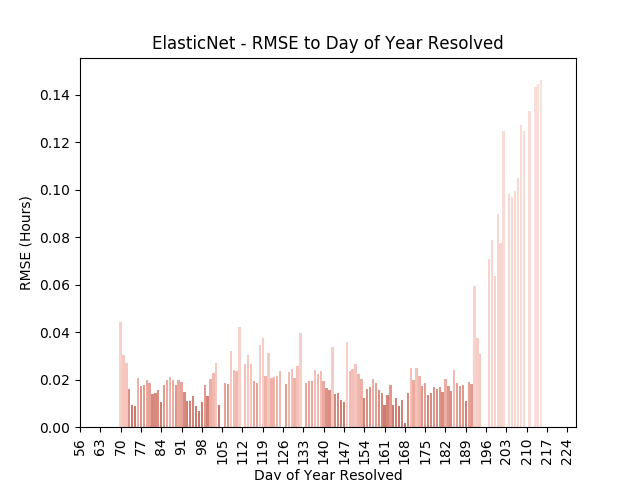 ElasticNet - RMSE to Day of Year Resolved
0.14
0.12
0.10
0.08
0.06
0.04
0.02
0.00
RMSE (Hours)
56 63 70 77 84 91 98 105 112 119 126 133 140 147 154 161 168 175 182 189 196 203 210 217 224
Day of Year Resolved